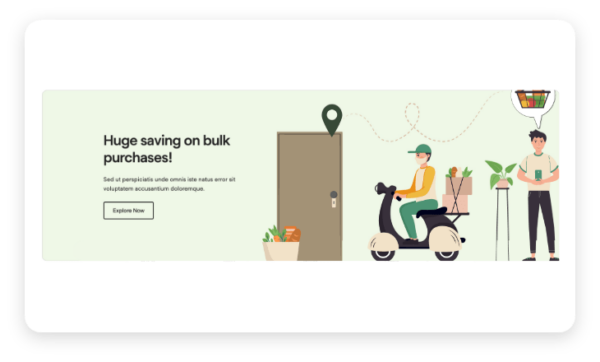 Huge saving on bulk
purchases!
Sed ut perspiciatis unde omnis iste natus error sit
voluptatem accusantium doloremque.
Explore Now